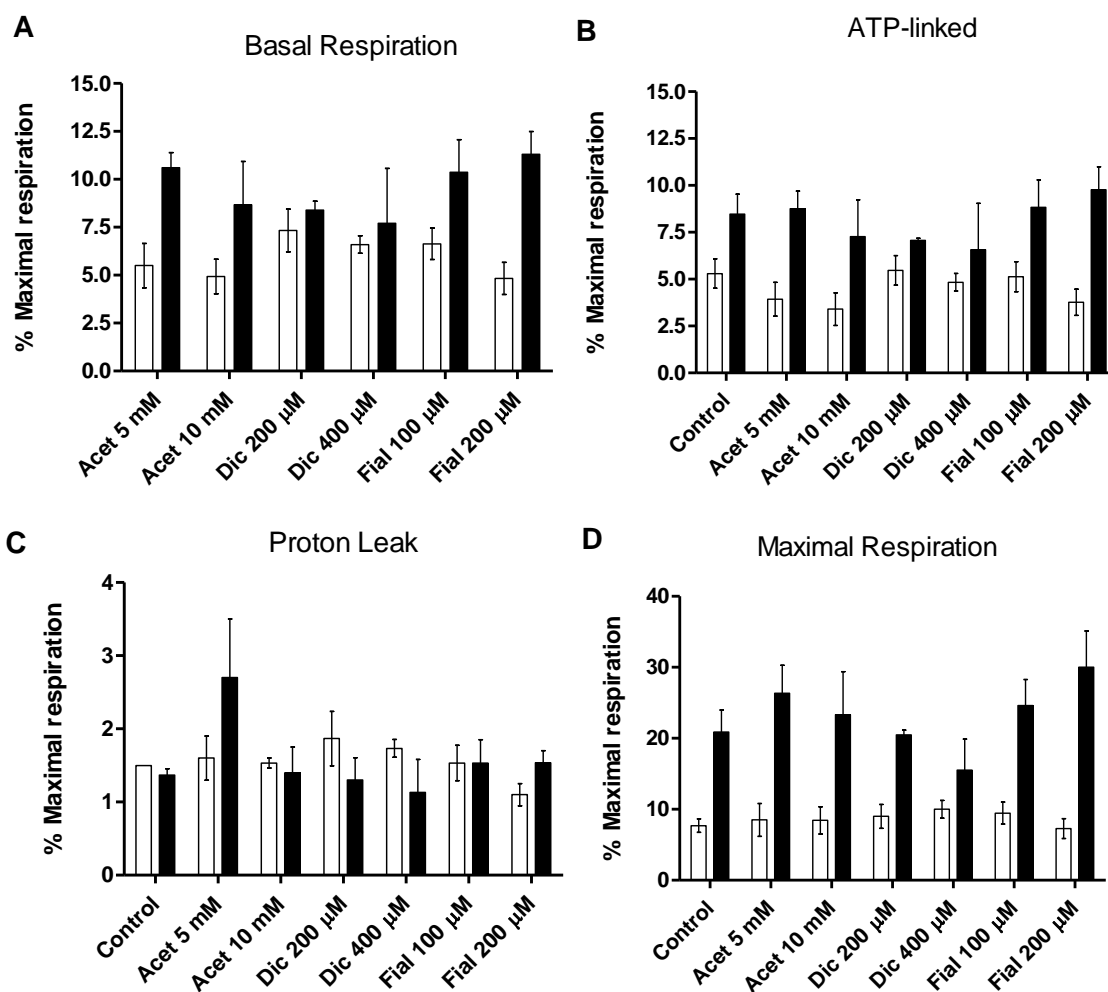 A
Basal Respiration
% Maximal respiration
15.0
12.5
10.0
7.5
5.0
2.5
0.0
Acet 5 mM
Acet 10 mM
Dic 200 µM
Dic 400 µM
Fial 100 µM
Fial 200 µM
B
ATP-linked
% Maximal respiration
15.0
12.5
10.0
7.5
5.0
2.5
0.0
Control
Acet 5 mM
Acet 10 mM
Dic 200 µM
Dic 400 µM
Fial 100 µM
Fial 200 µM
C
Proton Leak
% Maximal respiration
4
3
2
1
0
Control
Acet 5 mM
Acet 10 mM
Dic 200 µM
Dic 400 µM
Fial 100 µM
Fial 200 µM
D
Maximal Respiration
% Maximal respiration
40
30
20
10
0
Control
Acet 5 mM
Acet 10 mM
Dic 200 µM
Dic 400 µM
Fial 100 µM
Fial 200 µM